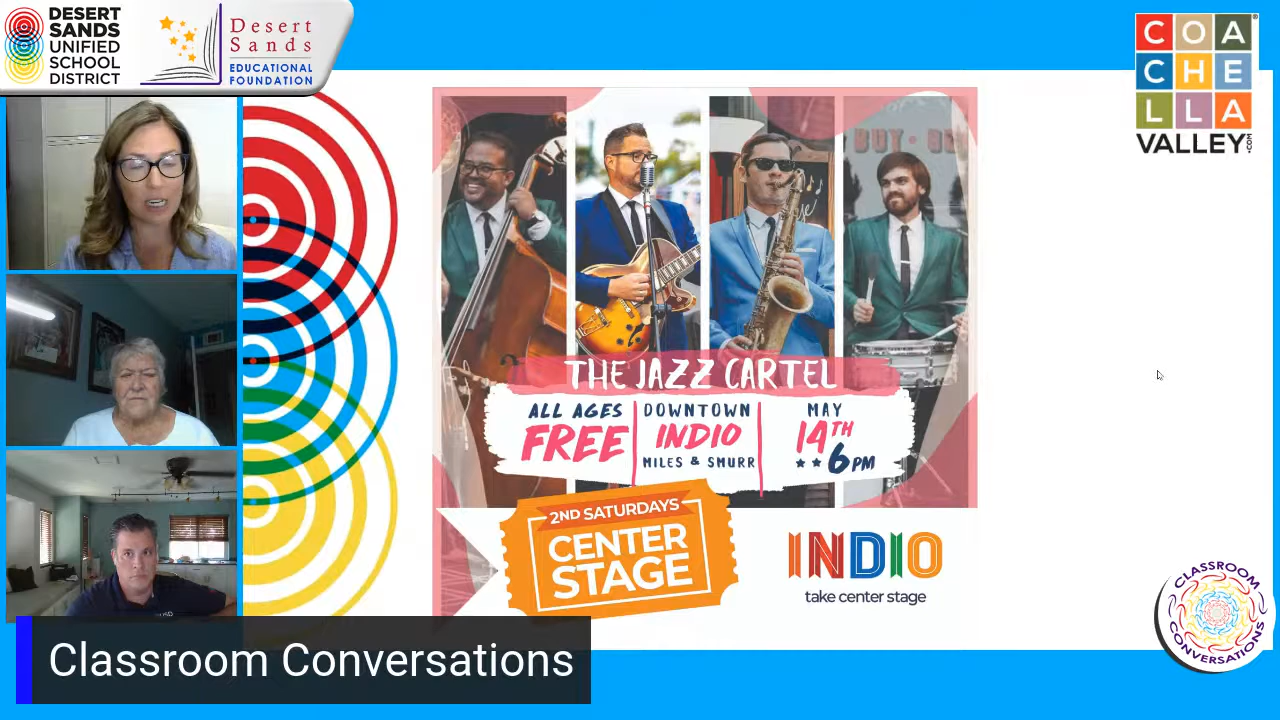 DESERT
SANDS
UNIFIED
SCHOOL
DISTRICT
Desert
Sands
EDUCATIONAL
FOUNDATION
COA
CHE
LLA
VALLEY.COM
THE JAZZ CARTEL
ALL AGES
FREE
DOWNTOWN
INDIO
MILES & SMURR
MAY
14TH
6PM
2ND SATURDAYS
CENTER
STAGE
INDIO
take center stage
CLASSROOM
CONVERSATIONS
Classroom Conversations